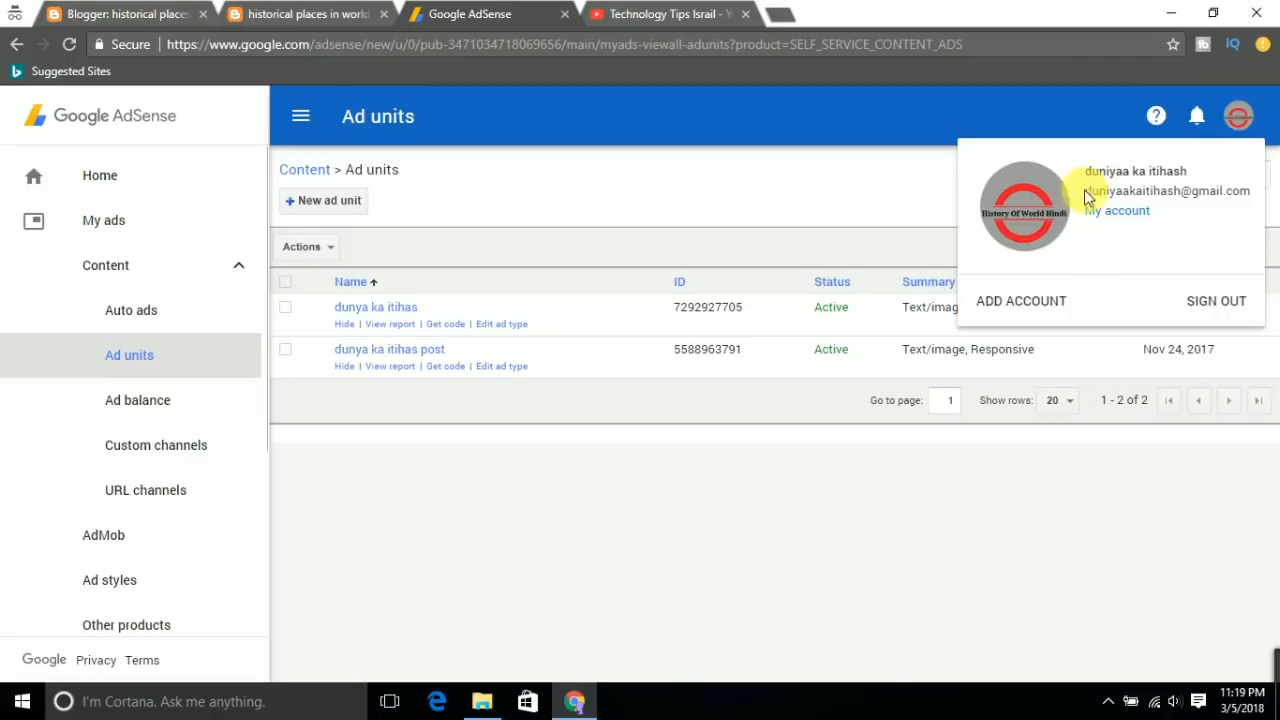 Blogger: historical places
historical places in world
Google AdSense
Technology Tips Israil - Y
Secure
https://www.google.com/adsense/new/u/0/pub-3471034718069656/main/myads-viewall-adunits?product=SELF_SERVICE_CONTENT_ADS
IQ
Suggested Sites
Google AdSense
Ad units
Home
My ads
Content
Auto ads
Ad units
Ad balance
Custom channels
URL channels
AdMob
Ad styles
Other products
Google Privacy Terms
Content > Ad units
New ad unit
Actions
Name ID Status Summary
dunya ka itihas 7292927705 Active Text/imag
Hide | View report | Get code | Edit ad type
dunya ka itihas post 5588963791 Active Text/image, Responsive Nov 24, 2017
Hide | View report | Get code | Edit ad type
Go to page: 1 Show rows: 20 1 - 2 of 2
History Of World Hindi
duniyaa ka itihash
duniyaakaitihash@gmail.com
My account
ADD ACCOUNT SIGN OUT
I'm Cortana. Ask me anything.
11:19 PM
3/5/2018